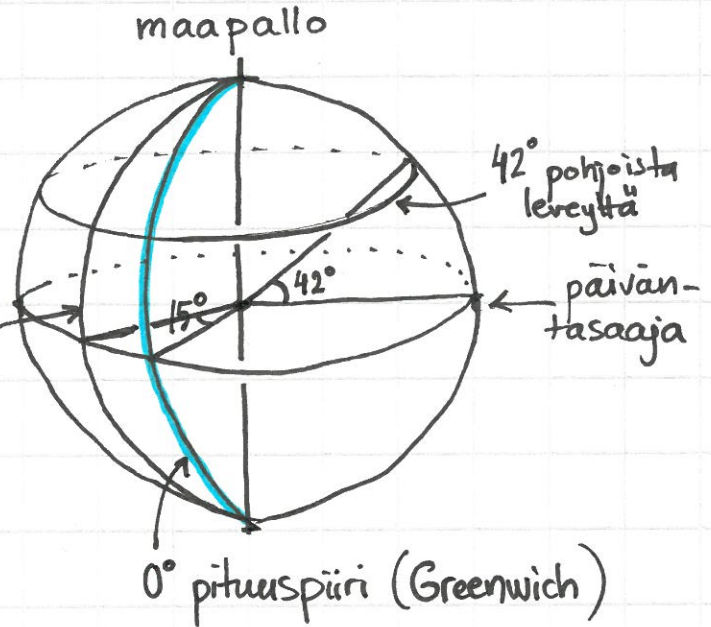 maapallo
42° pohjoista
leveyttä
15°
42°
päivän-
tasaaja
0° pituuspiiri (Greenwich)